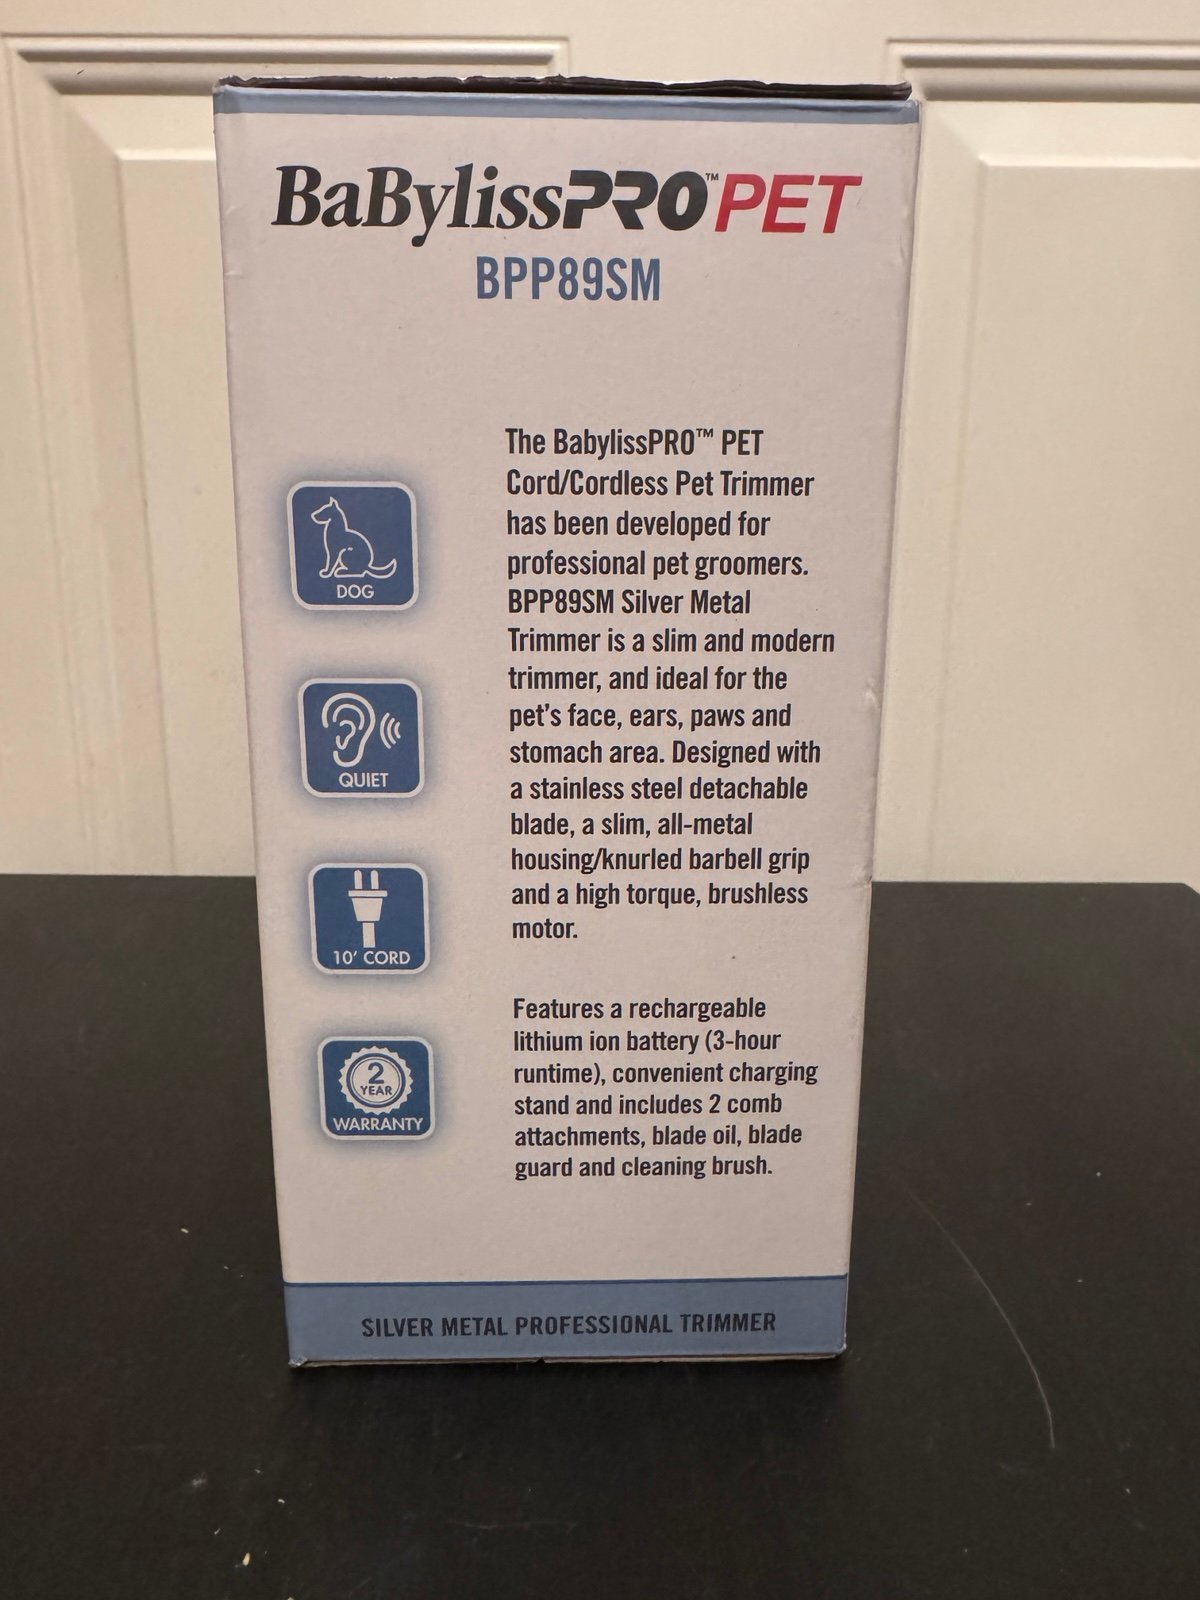 BaBylissPRO™PET
BPP89SM
The BabylissPRO™ PET
Cord/Cordless Pet Trimmer
has been developed for
professional pet groomers.
BPP89SM Silver Metal
Trimmer is a slim and modern
trimmer, and ideal for the
pet's face, ears, paws and
stomach area. Designed with
a stainless steel detachable
blade, a slim, all-metal
housing/knurled barbell grip
and a high torque, brushless
motor.
Features a rechargeable
lithium ion battery (3-hour
runtime), convenient charging
stand and includes 2 comb
attachments, blade oil, blade
guard and cleaning brush.
DOG
QUIET
10' CORD
2
YEAR
WARRANTY
SILVER METAL PROFESSIONAL TRIMMER